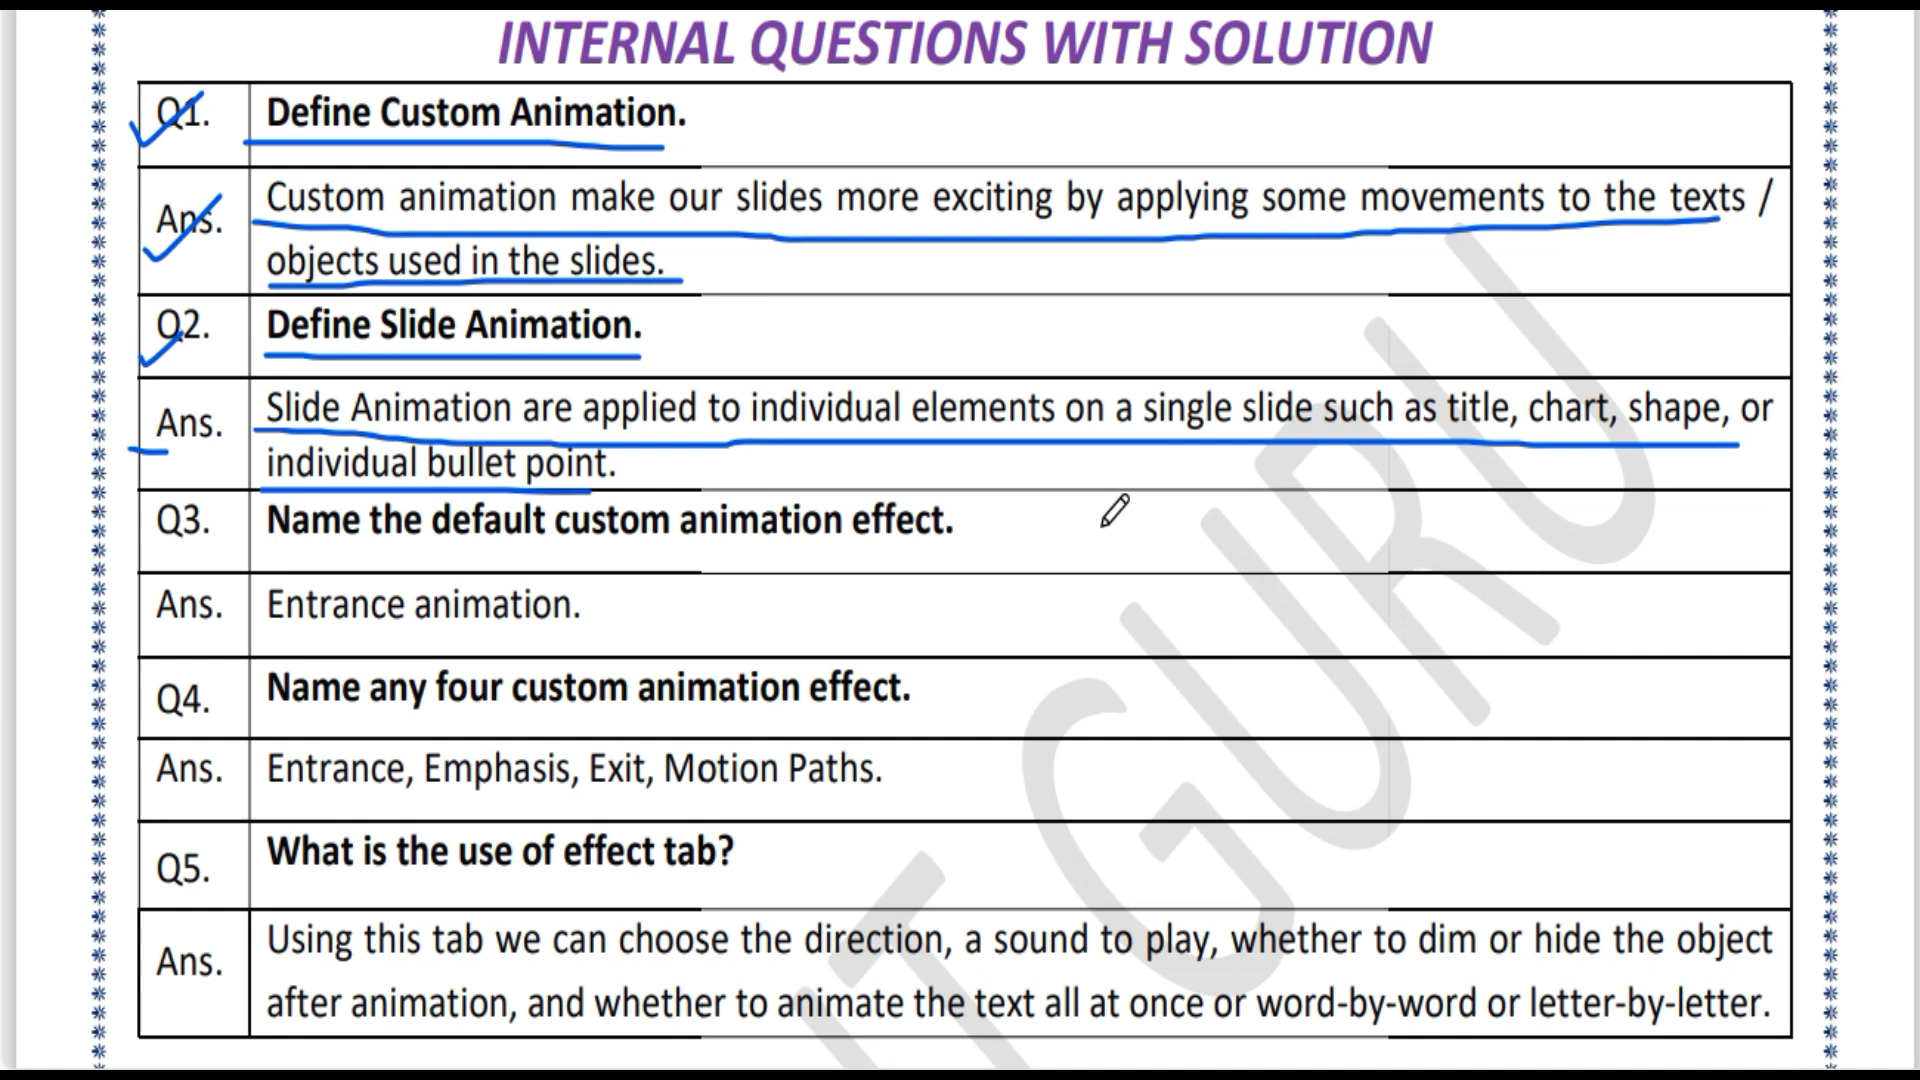 INTERNAL QUESTIONS WITH SOLUTION
Q1. Define Custom Animation.
Ans. Custom animation make our slides more exciting by applying some movements to the texts /
objects used in the slides.
Q2. Define Slide Animation.
Ans. Slide Animation are applied to individual elements on a single slide such as title, chart, shape, or
individual bullet point.
Q3. Name the default custom animation effect.
Ans. Entrance animation.
Q4. Name any four custom animation effect.
Ans. Entrance, Emphasis, Exit, Motion Paths.
Q5. What is the use of effect tab?
Ans. Using this tab we can choose the direction, a sound to play, whether to dim or hide the object
after animation, and whether to animate the text all at once or word-by-word or letter-by-letter.
GURU